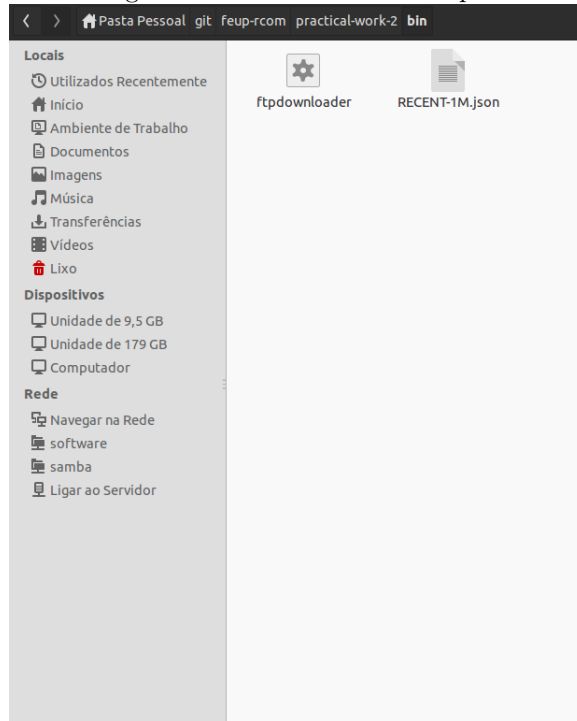 Pasta Pessoal git feup-rcom practical-work-2 bin
Locais
Utilizados Recentemente
Início
Ambiente de Trabalho
Documentos
Imagens
Música
Transferências
Vídeos
Lixo
Dispositivos
Unidade de 9,5 GB
Unidade de 179 GB
Computador
Rede
Navegar na Rede
software
samba
Ligar ao Servidor
ftpdownloader
RECENT-1M.json